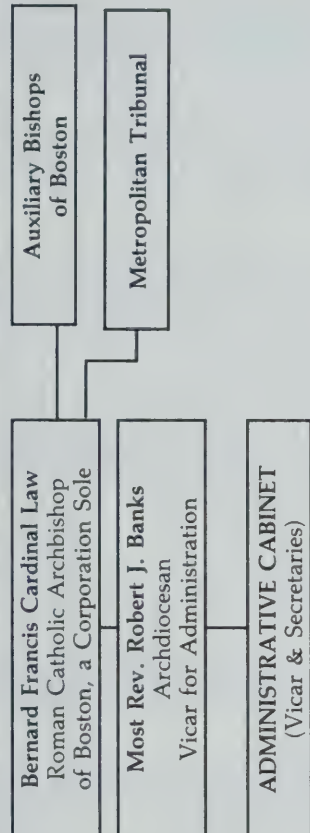 Bernard Francis Cardinal Law
Roman Catholic Archbishop
of Boston, a Corporation Sole
Auxiliary Bishops
of Boston
Metropolitan Tribunal
Most Rev. Robert J. Banks
Archdiocesan
Vicar for Administration
ADMINISTRATIVE CABINET
(Vicar & Secretaries)